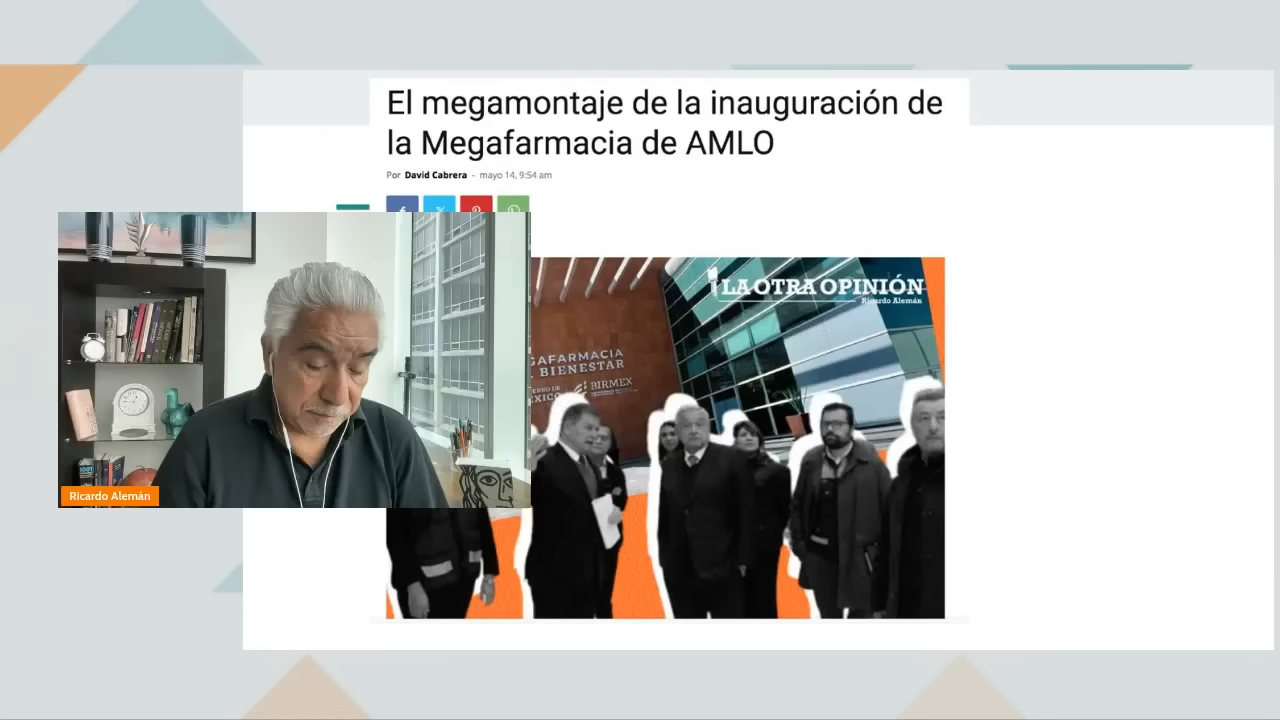 El megamontaje de la inauguración de
la Megafarmacia de AMLO
Por David Cabrera - mayo 14, 9:54 am
LA OTRA OPINIÓN
Ricardo Alemán
BIENESTAR
BIRMEX
Ricardo Alemán
1001